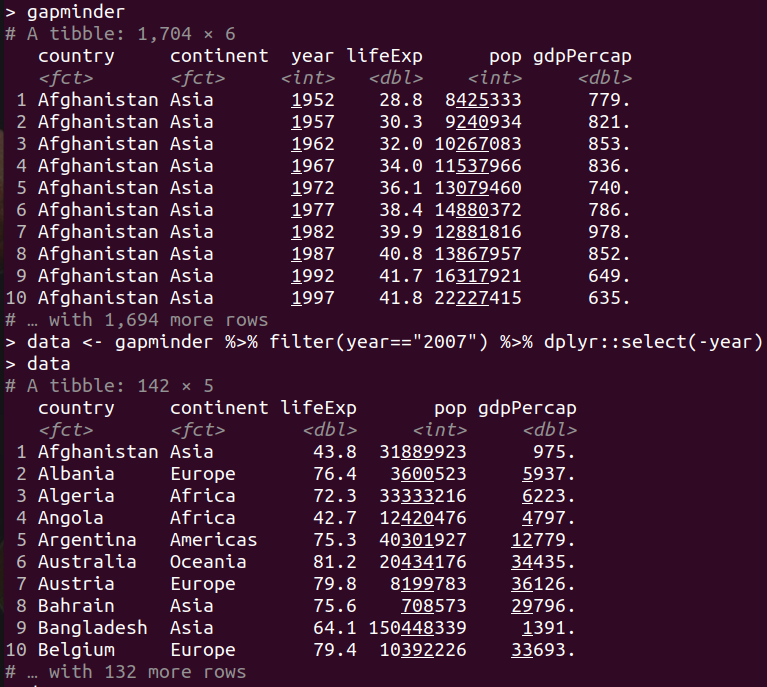 > gapminder
# A tibble: 1,704 × 6
   country     continent  year lifeExp      pop gdpPercap
   <fct>       <fct>     <int>   <dbl>    <int>     <dbl>
 1 Afghanistan Asia       1952    28.8  8425333      779.
 2 Afghanistan Asia       1957    30.3  9240934      821.
 3 Afghanistan Asia       1962    32.0 10267083      853.
 4 Afghanistan Asia       1967    34.0 11537966      836.
 5 Afghanistan Asia       1972    36.1 13079460      740.
 6 Afghanistan Asia       1977    38.4 14880372      786.
 7 Afghanistan Asia       1982    39.9 12881816      978.
 8 Afghanistan Asia       1987    40.8 13867957      852.
 9 Afghanistan Asia       1992    41.7 16317921      649.
10 Afghanistan Asia       1997    41.8 22227415      635.
# … with 1,694 more rows
> data <- gapminder %>% filter(year=="2007") %>% dplyr::select(-year)
> data
# A tibble: 142 × 5
   country     continent lifeExp       pop gdpPercap
   <fct>       <fct>       <dbl>     <int>     <dbl>
 1 Afghanistan Asia         43.8  31889923      975.
 2 Albania     Europe       76.4   3600523     5937.
 3 Algeria     Africa       72.3  33333216     6223.
 4 Angola      Africa       42.7  12420476     4797.
 5 Argentina   Americas     75.3  40301927    12779.
 6 Australia   Oceania      81.2  20434176    34435.
 7 Austria     Europe       79.8   8199783    36126.
 8 Bahrain     Asia         75.6    708573    29796.
 9 Bangladesh  Asia         64.1 150448339     1391.
10 Belgium     Europe       79.4  10392226    33693.
# … with 132 more rows